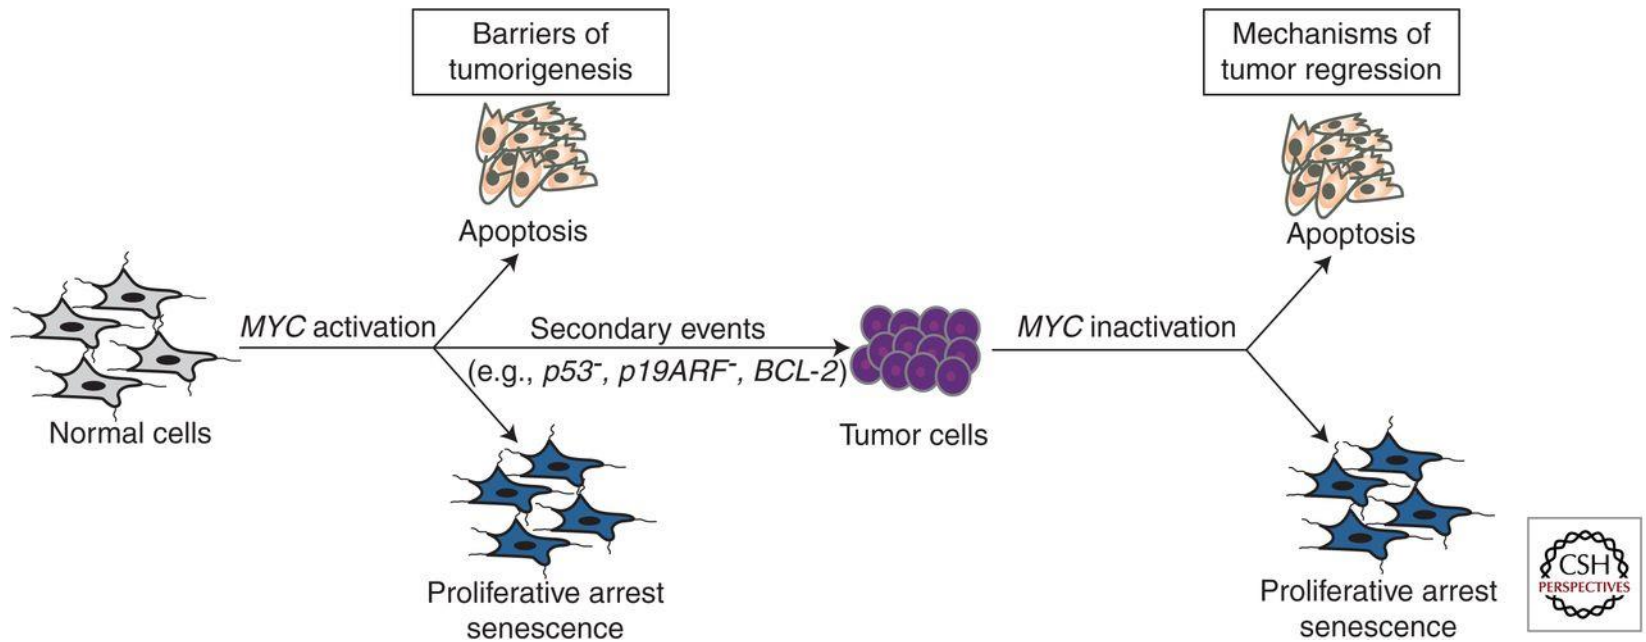 Barriers of
tumorigenesis
Mechanisms of
tumor regression
Apoptosis
Apoptosis
MYC activation
Secondary events
(e.g., p53-, p19ARF-, BCL-2)
MYC inactivation
Normal cells
Tumor cells
Proliferative arrest
senescence
Proliferative arrest
senescence
CSH
PERSPECTIVES